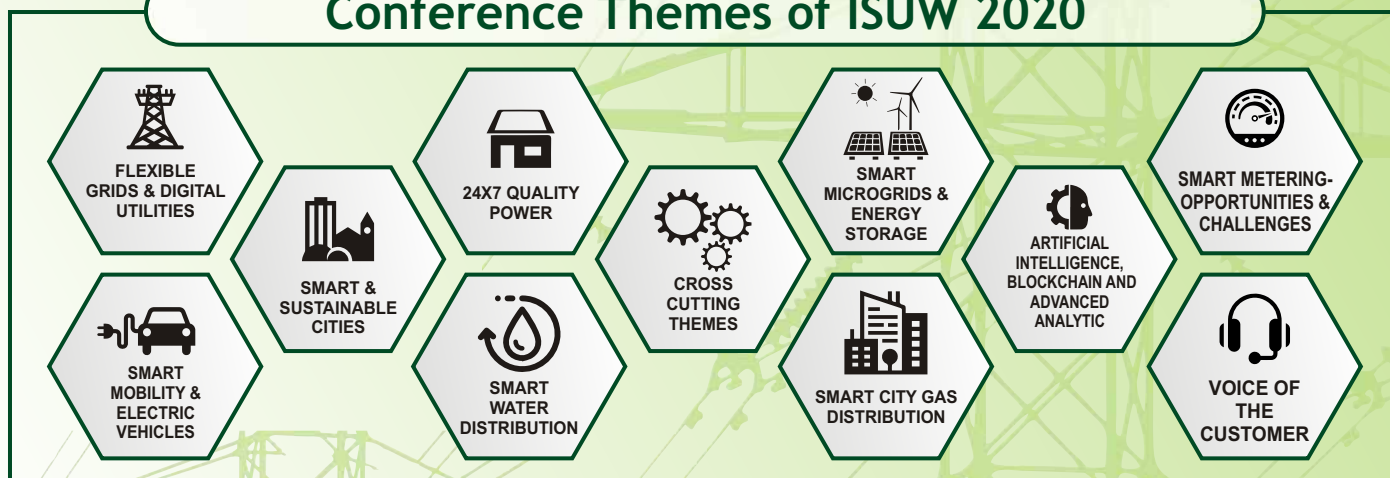 Conference Themes of ISUW 2020
FLEXIBLE
GRIDS & DIGITAL
UTILITIES
SMART &
SUSTAINABLE
CITIES
24X7 QUALITY
POWER
CROSS
CUTTING
THEMES
SMART
MICROGRIDS &
ENERGY
STORAGE
ARTIFICIAL
INTELLIGENCE,
BLOCKCHAIN AND
ADVANCED
ANALYTIC
SMART METERING-
OPPORTUNITIES &
CHALLENGES
SMART
MOBILITY &
ELECTRIC
VEHICLES
SMART
WATER
DISTRIBUTION
SMART CITY GAS
DISTRIBUTION
VOICE OF
THE
CUSTOMER